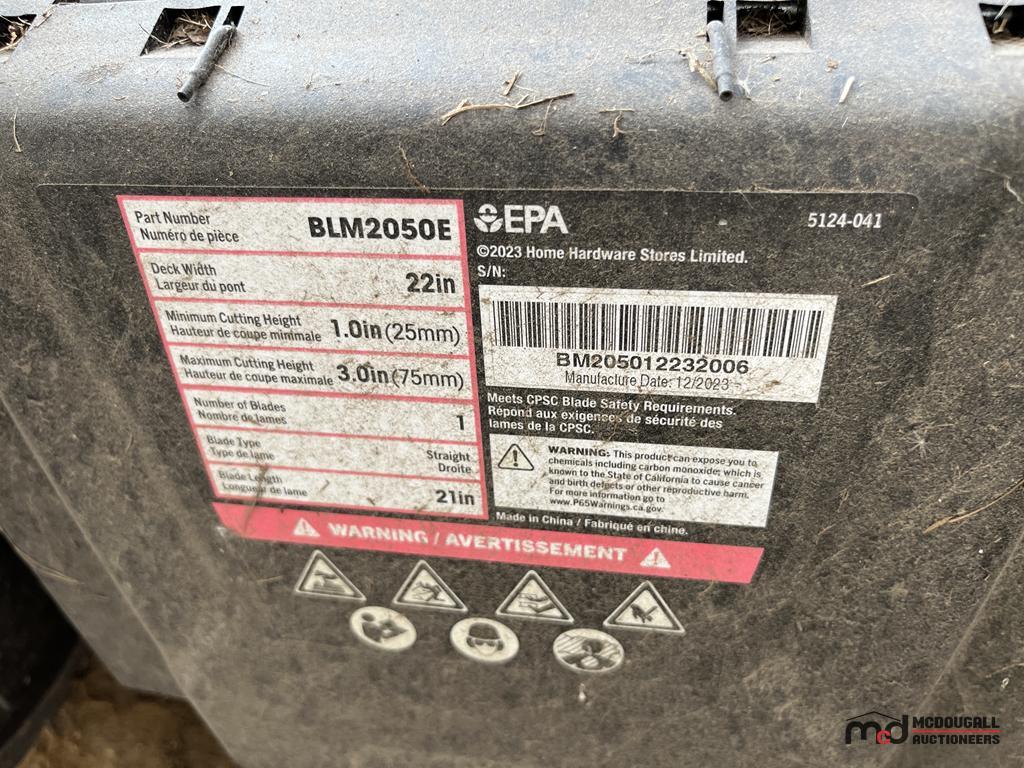 Part Number
Numéro de pièce
BLM2050E
Deck Width
Largeur du pont
22in
Minimum Cutting Height
Hauteur de coupe minimale
1.0in (25mm)
Maximum Cutting Height
Hauteur de coupe maximale
3.0in (75mm)
Number of Blades
Nombre de lames
1
Blade Type
Type de lame
Straight
Droite
Blade Length
Longueur de lame
21in
EPA
5124-041
©2023 Home Hardware Stores Limited.
S/N:
BM205012232006
Manufacture Date: 12/2023
Meets CPSC Blade Safety Requirements.
Répond aux exigences de sécurité des
lames de la CPSC.
WARNING: This product can expose you to
chemicals including carbon monoxide, which is
known to the State of California to cause cancer
and birth defects or other reproductive harm.
For more information go to
www.P65Warnings.ca.gov.
Made in China / Fabriqué en chine.
WARNING / AVERTISSEMENT
mcd MCDOUGALL
AUCTIONEERS